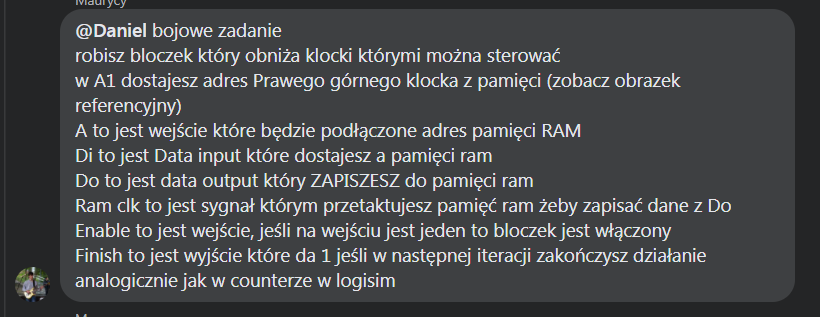 Maurycy
@Daniel bojowe zadanie
robisz bloczek który obniża klocki którymi można sterować
w A1 dostajesz adres Prawego górnego klocka z pamięci (zobacz obrazek
referencyjny)
A to jest wejście które będzie podłączone adres pamięci RAM
Di to jest Data input które dostajesz a pamięci ram
Do to jest data output który ZAPISZESZ do pamięci ram
Ram clk to jest sygnał którym przetaktujesz pamięć ram żeby zapisać dane z Do
Enable to jest wejście, jeśli na wejściu jest jeden to bloczek jest włączony
Finish to jest wyjście które da 1 jeśli w następnej iteracji zakończysz działanie
analogicznie jak w counterze w logisim